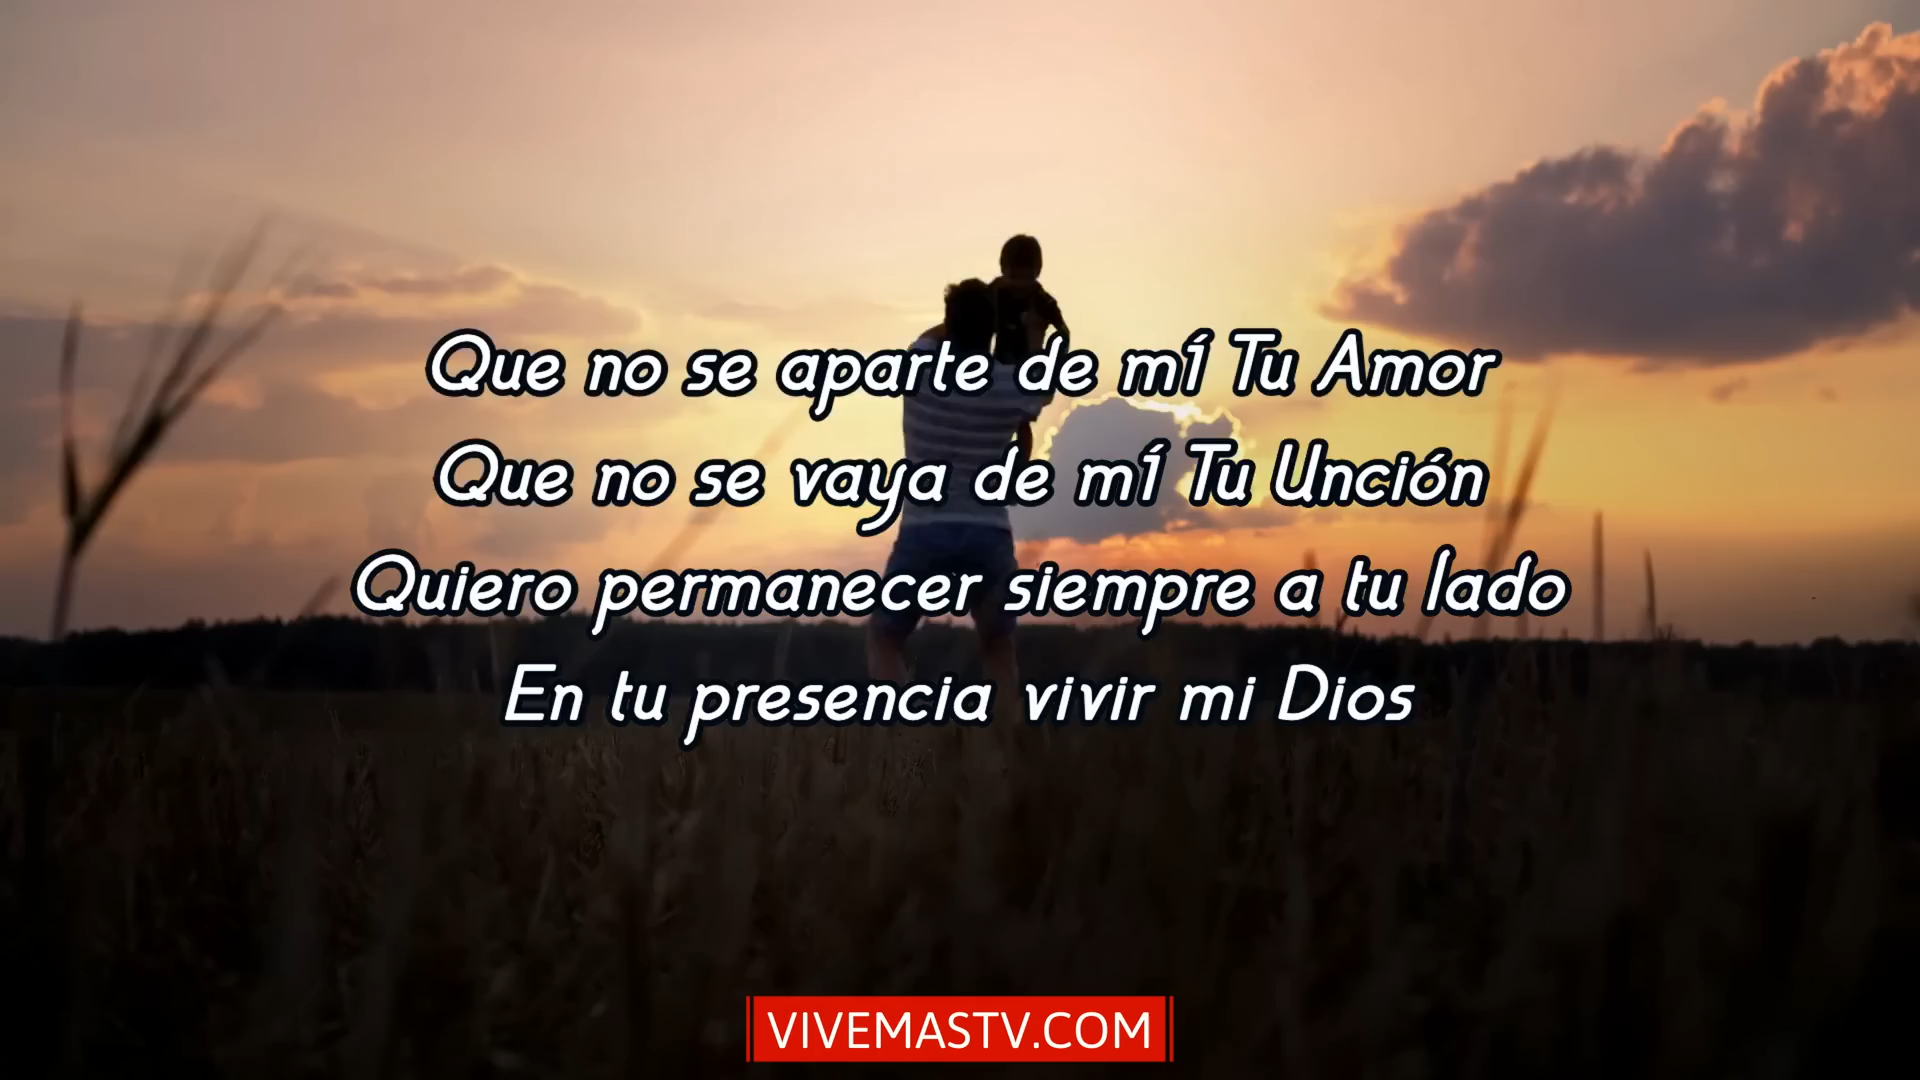 Que no se aparte de mí Tu Amor
Que no se vaya de mí Tu Unción
Quiero permanecer siempre a tu lado
En tu presencia vivir mi Dios
VIVEMASTV.COM